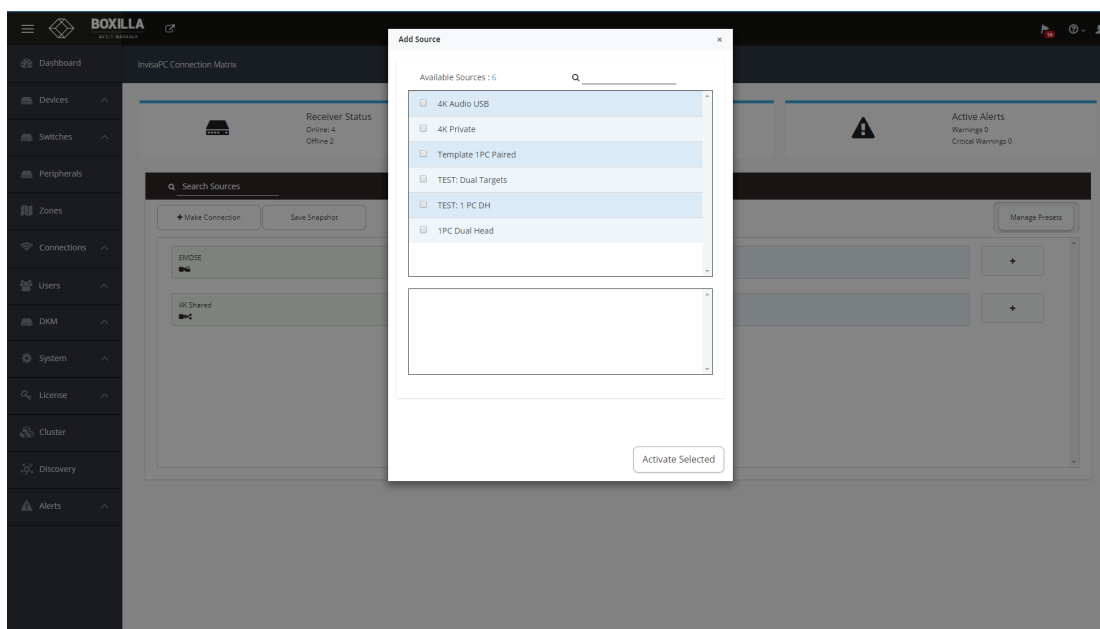 BOXILLA
Add Source
×
16
Dashboard
InvisaPC Connection Matrix
Available Sources : 6
Devices
4K Audio USB
Receiver Status
Online: 4
Offline 2
Active Alerts
Warnings 0
Critical Warnings 0
4K Private
Switches
Template 1PC Paired
Peripherals
TEST: Dual Targets
Search Sources
TEST: 1 PC DH
Zones
+ Make Connection
Save Snapshot
Manage Presets
1PC Dual Head
Connections
EMDSE
+
Users
4K Shared
+
DKM
System
License
Cluster
Activate Selected
Discovery
Alerts